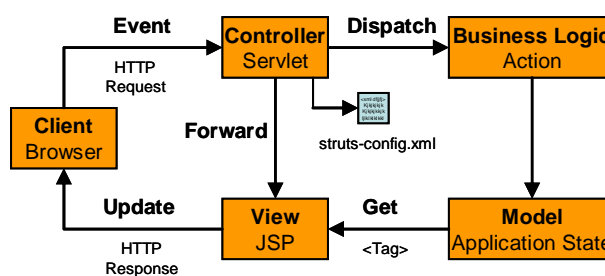 Event
Controller
Servlet
Dispatch
Business Logic
Action
HTTP
Request
Client
Browser
Forward
struts-config.xml
Update
HTTP
Response
View
JSP
Get
<Tag>
Model
Application State